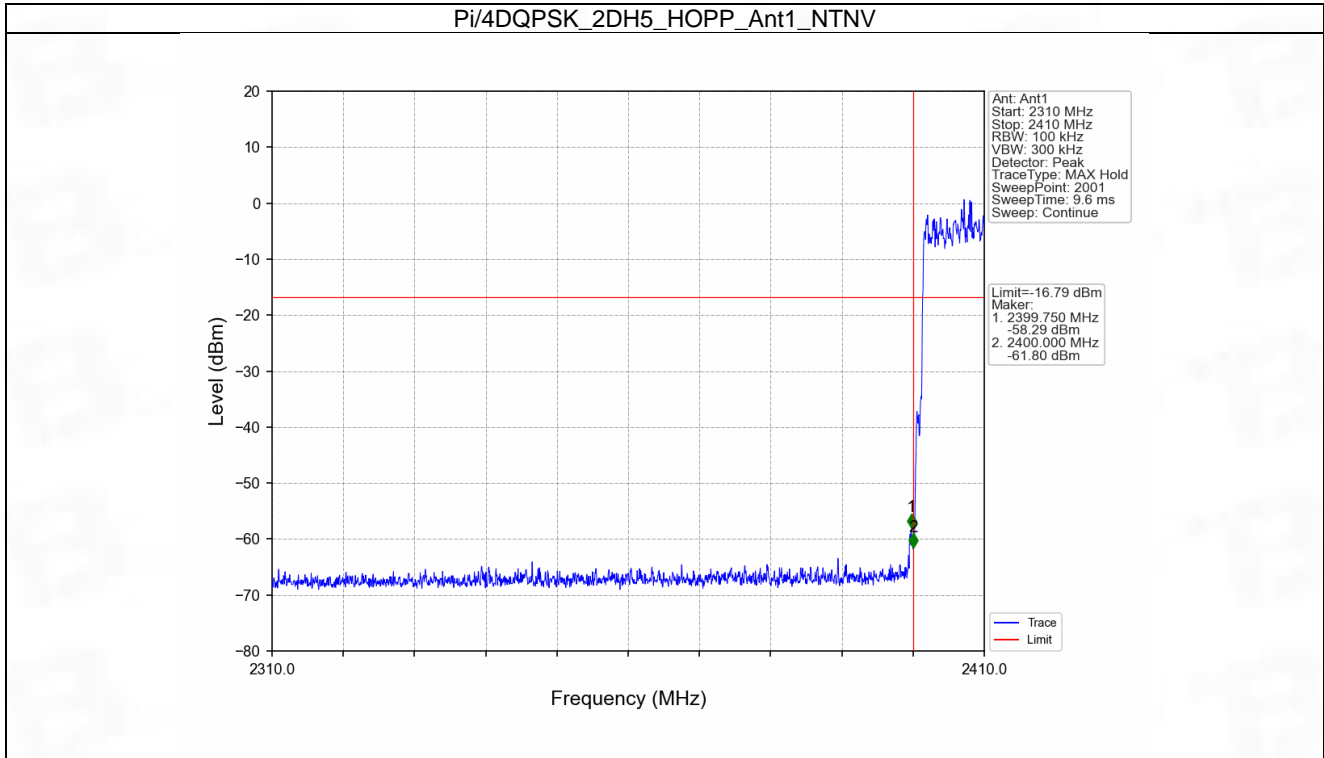 Pi/4DQPSK_2DH5_HOPP_Ant1_NTNV
20
10
0
−10
−20
−30
−40
−50
−60
−70
−80
Level (dBm)
2310.0
2410.0
Frequency (MHz)
1
2
Ant: Ant1
Start: 2310 MHz
Stop: 2410 MHz
RBW: 100 kHz
VBW: 300 kHz
Detector: Peak
TraceType: MAX Hold
SweepPoint: 2001
SweepTime: 9.6 ms
Sweep: Continue
Limit=-16.79 dBm
Maker:
1. 2399.750 MHz
-58.29 dBm
2. 2400.000 MHz
-61.80 dBm
Trace
Limit